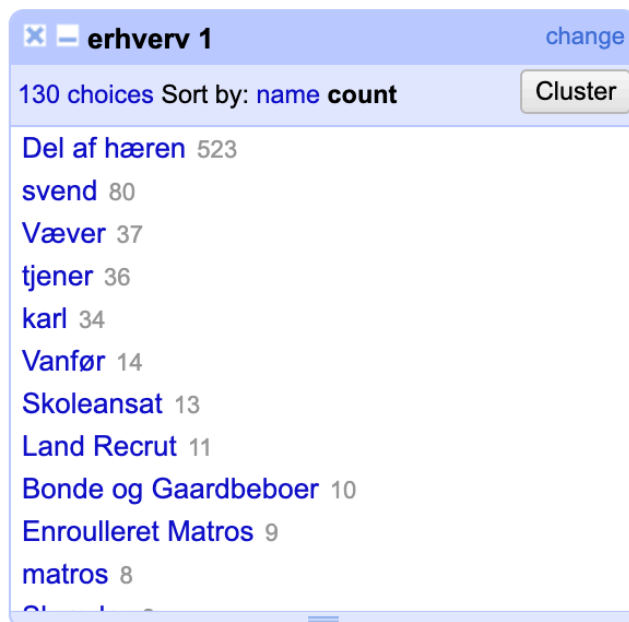 erhverv 1 change
130 choices Sort by: name count Cluster
Del af hæren 523
svend 80
Væver 37
tjener 36
karl 34
Vanfør 14
Skoleansat 13
Land Recrut 11
Bonde og Gaardbeboer 10
Enroulleret Matros 9
matros 8